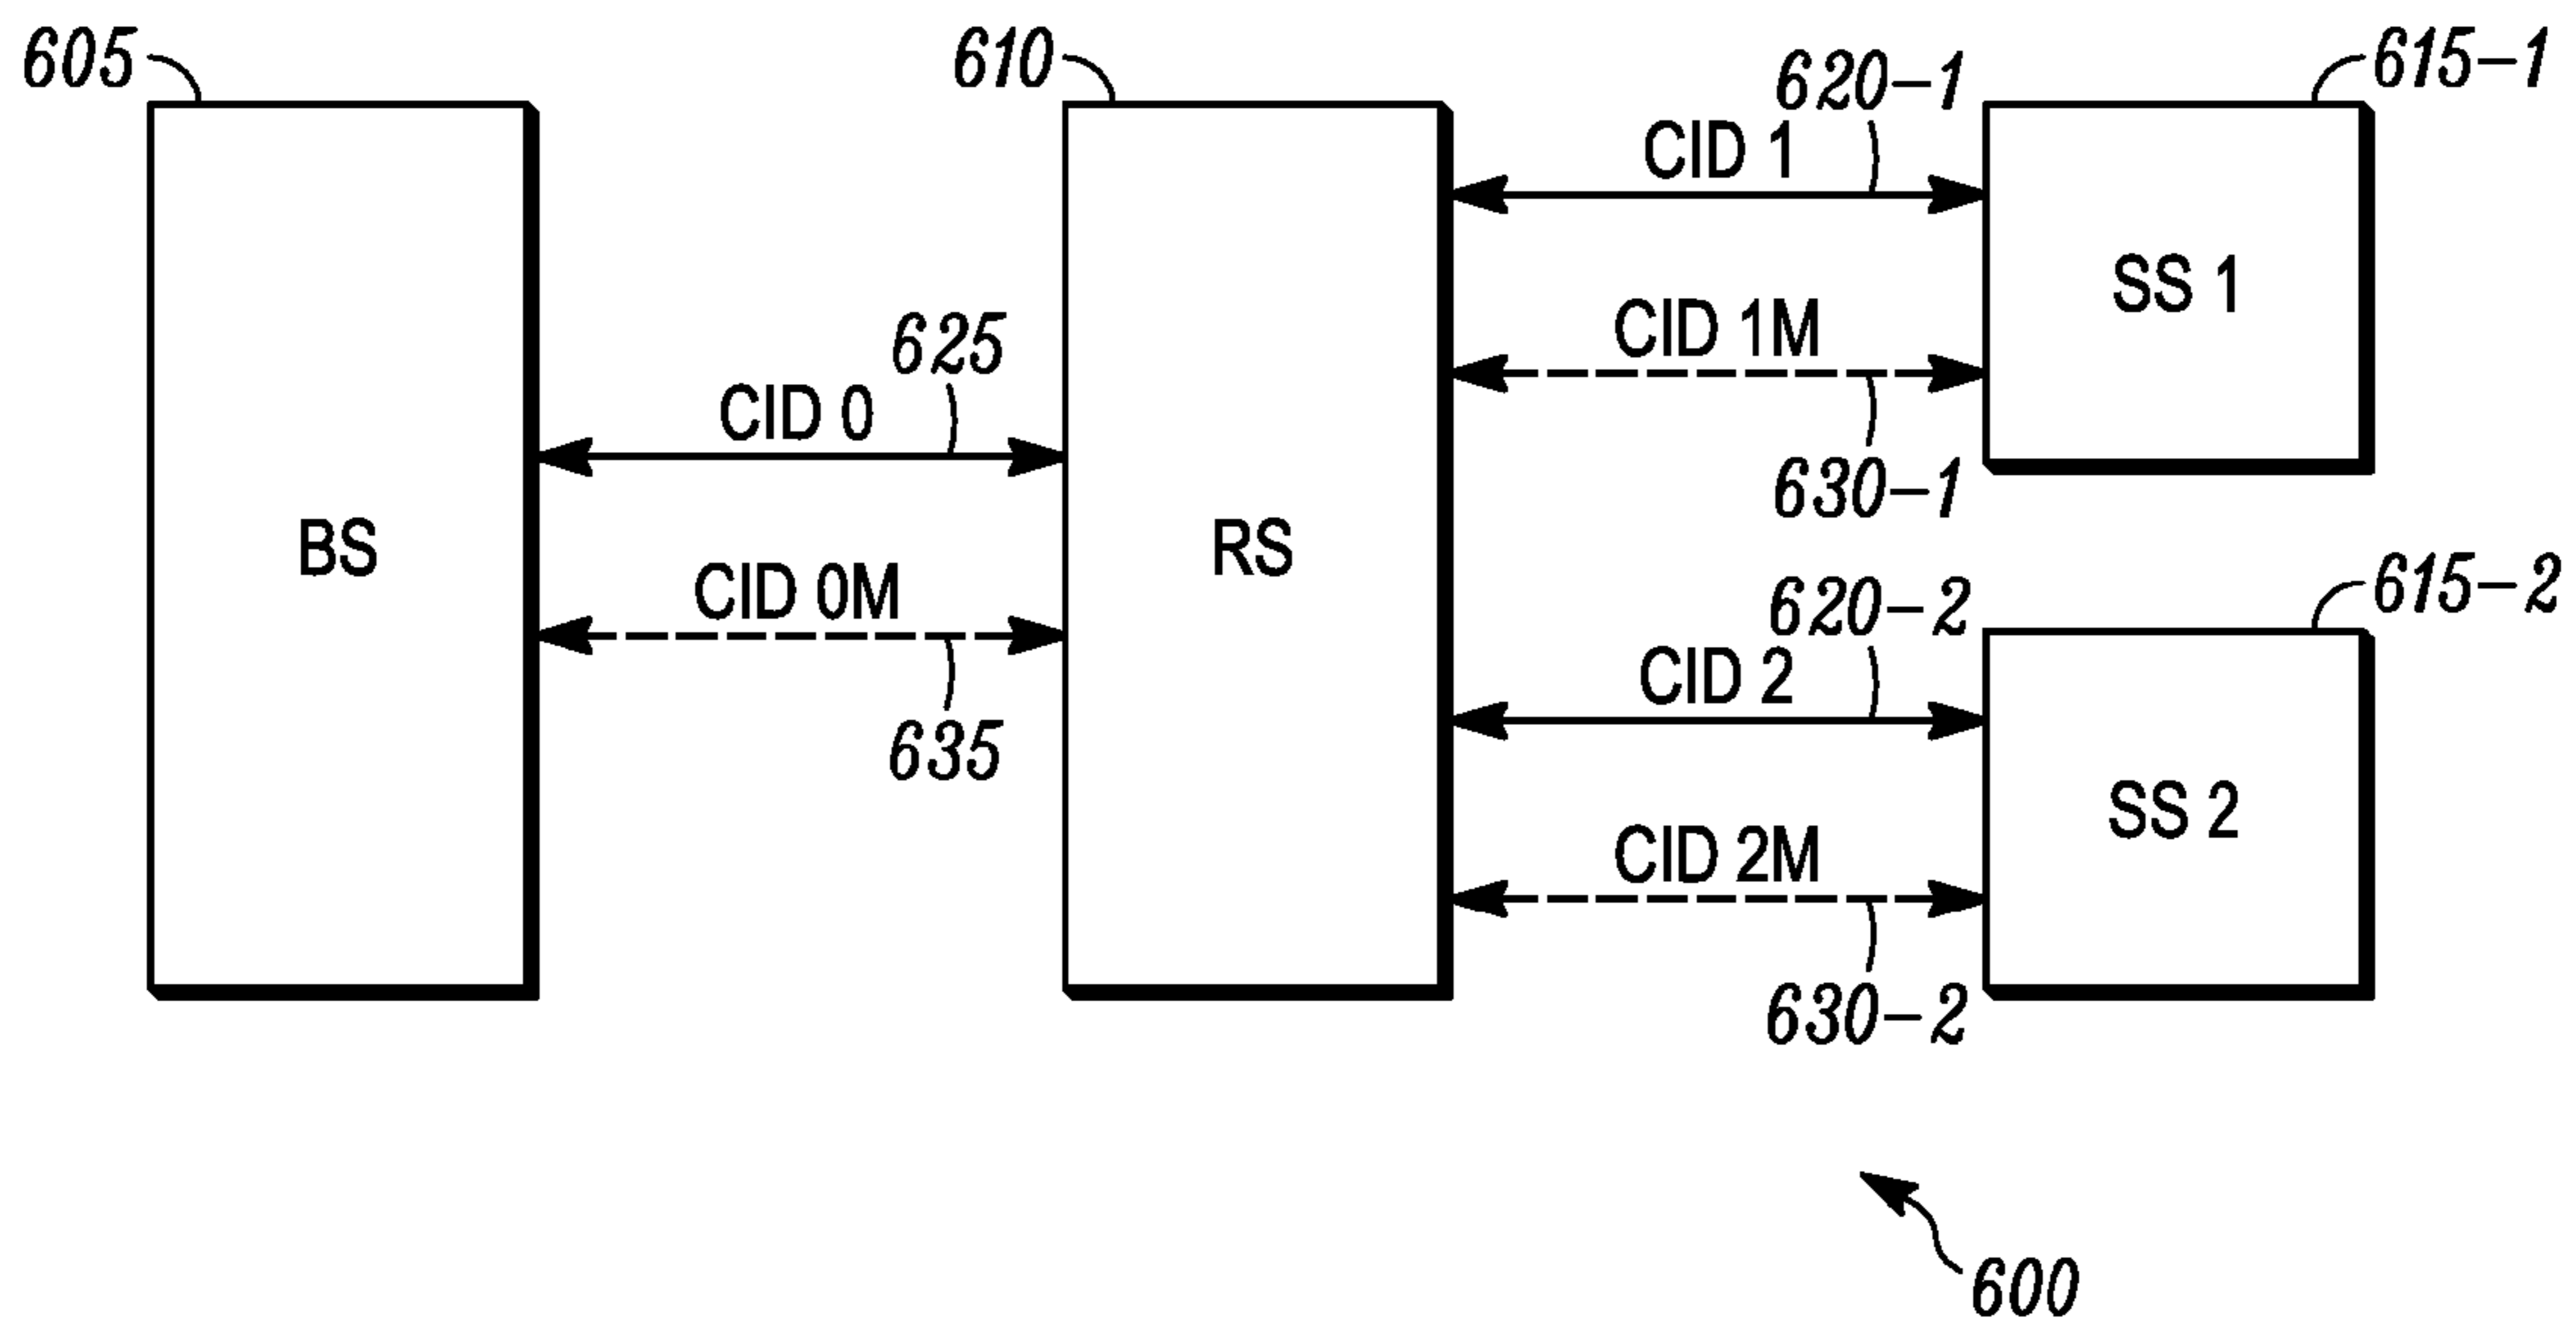 605
610
615-1
620-1
CID 1
SS 1
CID 1M
625
CID 0
630-1
BS
RS
615-2
CID 0M
620-2
CID 2
635
SS 2
CID 2M
630-2
600